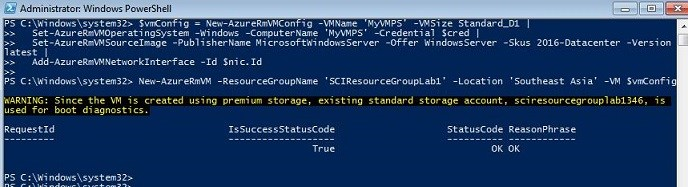 Administrator: Windows PowerShell
PS C:\Windows\system32> $vmConfig = New-AzureRmVMConfig -VMName 'MyVMPS' -VMSize Standard_D1 |
>>   Set-AzureRmVMOperatingSystem -Windows -ComputerName 'MyVMPS' -Credential $cred |
>>   Set-AzureRmVMSourceImage -PublisherName MicrosoftWindowsServer -Offer WindowsServer -Skus 2016-Datacenter -Version
latest |
>>   Add-AzureRmVMNetworkInterface -Id $nic.Id
>>
PS C:\Windows\system32> New-AzureRmVM -ResourceGroupName 'SCIResourceGroupLab1' -Location 'Southeast Asia' -VM $vmConfig
WARNING: Since the VM is created using premium storage, existing standard storage account, sciresourcegrouplab1346, is
used for boot diagnostics.
RequestId IsSuccessStatusCode StatusCode ReasonPhrase
--------- ------------------- ---------- ------------
True OK OK
PS C:\Windows\system32>
PS C:\Windows\system32>